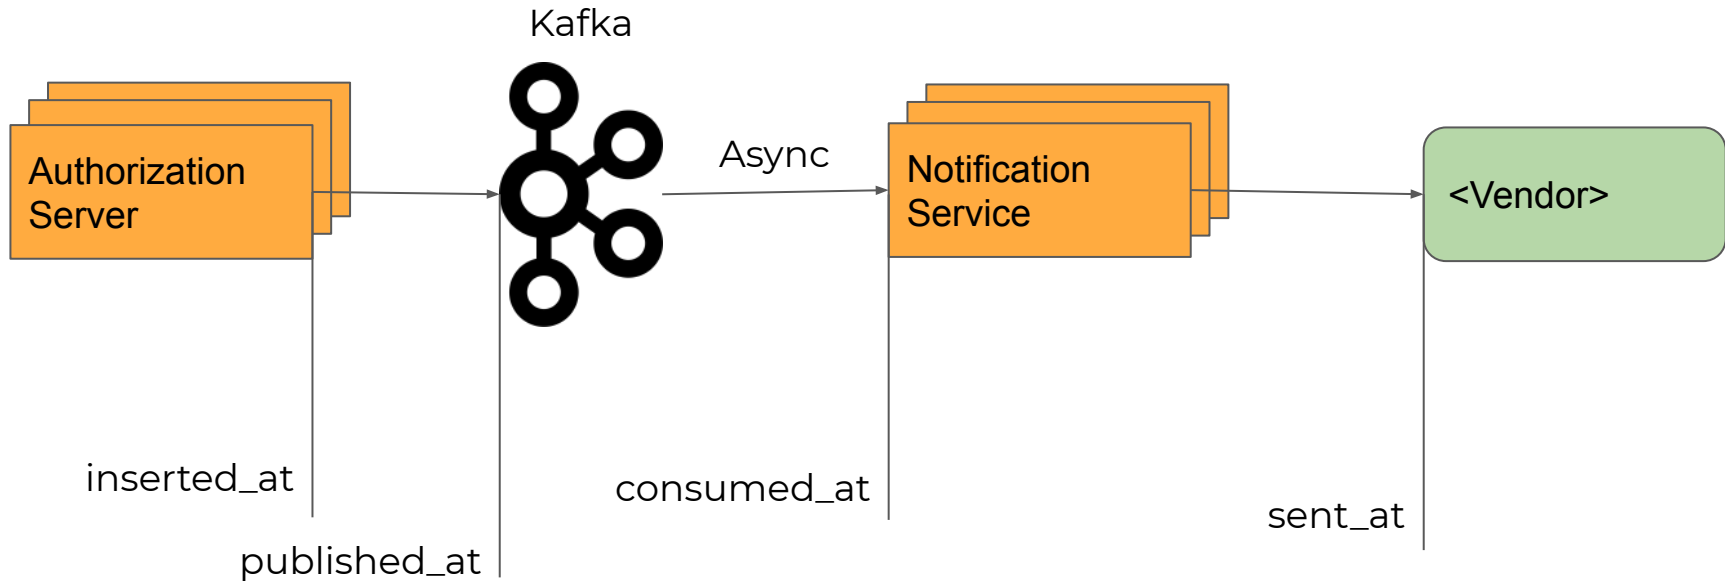 Kafka
Authorization
Server
Async
Notification
Service
<Vendor>
inserted_at
published_at
consumed_at
sent_at